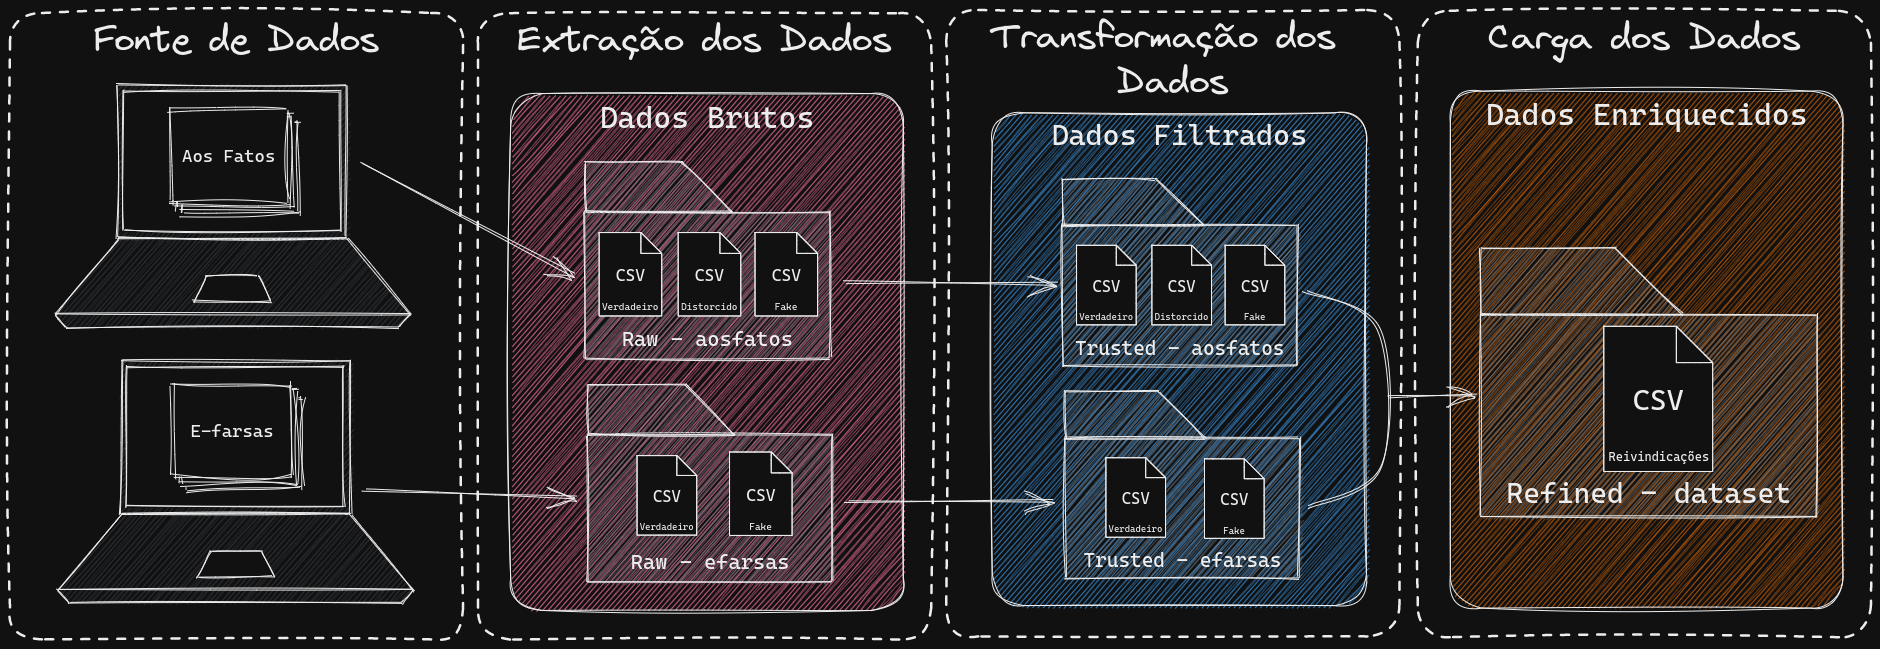 Fonte de Dados
Aos Fatos
E-farsas
Extração dos Dados
Dados Brutos
CSV
Verdadeiro
CSV
Distorcido
CSV
Fake
Raw - aosfatos
CSV
Verdadeiro
CSV
Fake
Raw - efarsas
Transformação dos
Dados
Dados Filtrados
CSV
Verdadeiro
CSV
Distorcido
CSV
Fake
Trusted - aosfatos
CSV
Verdadeiro
CSV
Fake
Trusted - efarsas
Carga dos Dados
Dados Enriquecidos
CSV
Reivindicações
Refined - dataset